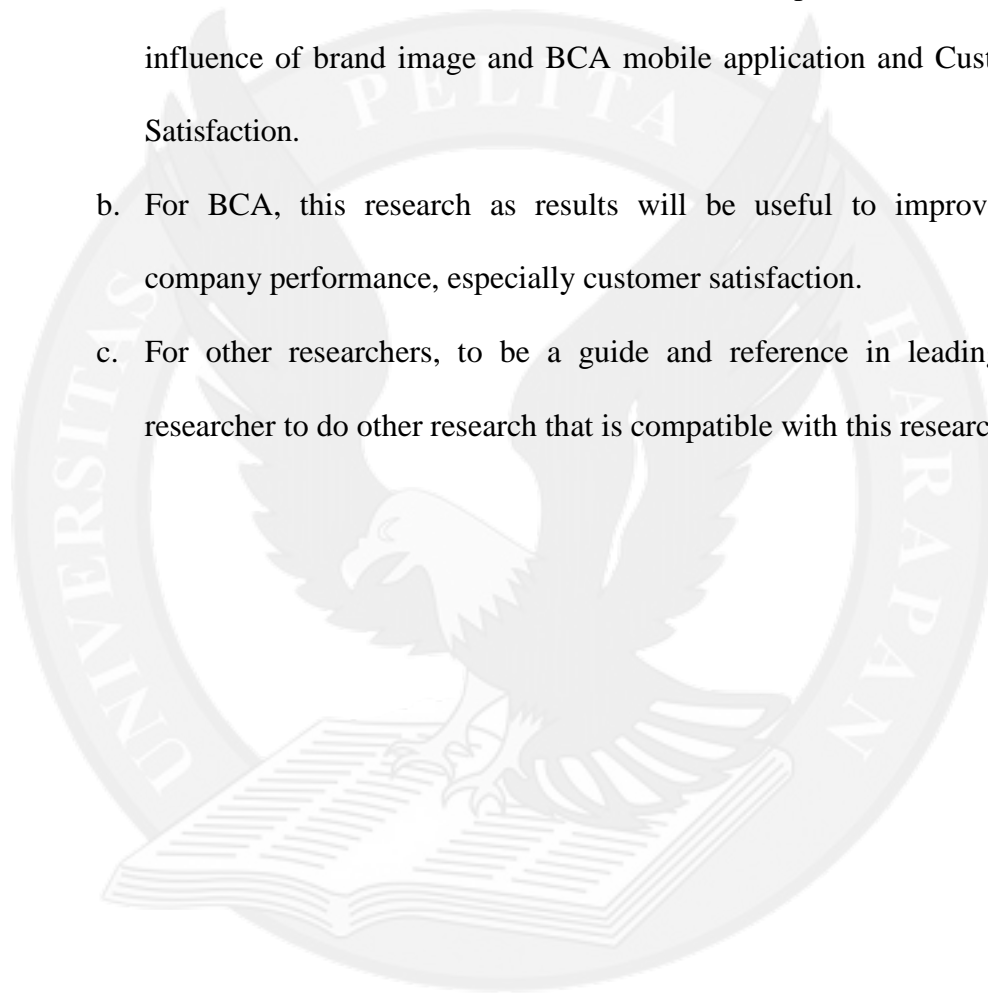 influence of brand image and BCA mobile application and Cust
Satisfaction.
b. For BCA, this research as results will be useful to improv
company performance, especially customer satisfaction.
c. For other researchers, to be a guide and reference in leading
researcher to do other research that is compatible with this researc
UNIVERSITAS PELITA HARAPAN